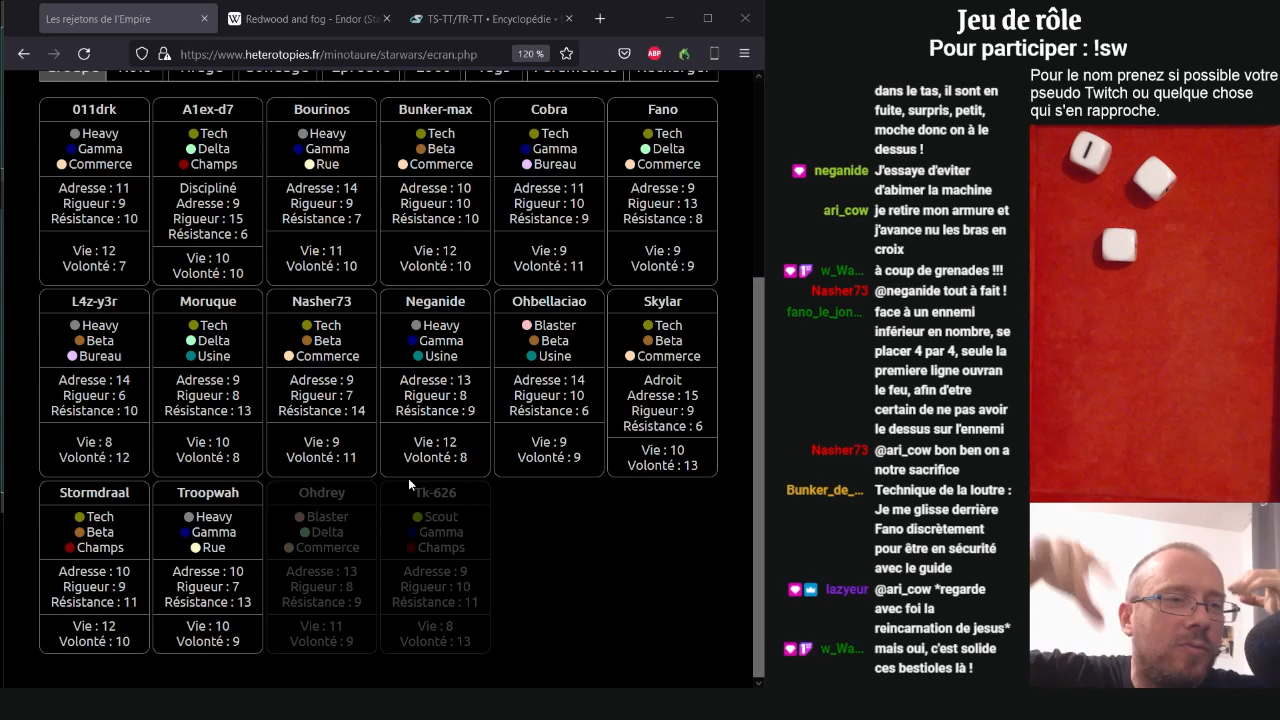 Les rejetons de l'Empire
Redwood and fog - Endor (St
TS-TT/TR-TT • Encyclopédie •
https://www.heterotopies.fr/minotaure/starwars/ecran.php
120 %
ABP
011drk
Heavy
Gamma
Commerce
Adresse : 11
Rigueur : 9
Résistance : 10
Vie : 12
Volonté : 7
A1ex-d7
Tech
Delta
Champs
Discipliné
Adresse : 9
Rigueur : 15
Résistance : 6
Vie : 10
Volonté : 10
Bourinos
Heavy
Gamma
Rue
Adresse : 14
Rigueur : 9
Résistance : 7
Vie : 11
Volonté : 10
Bunker-max
Tech
Beta
Commerce
Adresse : 10
Rigueur : 10
Résistance : 10
Vie : 12
Volonté : 10
Cobra
Heavy
Gamma
Bureau
Adresse : 11
Rigueur : 10
Résistance : 9
Vie : 9
Volonté : 11
Fano
Tech
Delta
Commerce
Adresse : 9
Rigueur : 13
Résistance : 8
Vie : 9
Volonté : 9
L4z-y3r
Heavy
Beta
Bureau
Adresse : 14
Rigueur : 6
Résistance : 10
Vie : 8
Volonté : 12
Moruque
Tech
Delta
Usine
Adresse : 9
Rigueur : 8
Résistance : 13
Vie : 10
Volonté : 8
Nasher73
Tech
Beta
Commerce
Adresse : 9
Rigueur : 7
Résistance : 14
Vie : 9
Volonté : 11
Neganide
Heavy
Gamma
Usine
Adresse : 13
Rigueur : 8
Résistance : 9
Vie : 12
Volonté : 8
Ohbellaciao
Blaster
Beta
Usine
Adresse : 14
Rigueur : 10
Résistance : 6
Vie : 9
Volonté : 9
Skylar
Tech
Beta
Commerce
Adroit
Adresse : 15
Rigueur : 9
Résistance : 6
Vie : 10
Volonté : 13
Stormdraal
Tech
Beta
Champs
Adresse : 10
Rigueur : 9
Résistance : 11
Vie : 12
Volonté : 10
Troopwah
Heavy
Gamma
Rue
Adresse : 10
Rigueur : 7
Résistance : 13
Vie : 10
Volonté : 9
Ohdrey
Blaster
Delta
Commerce
Adresse : 13
Rigueur : 8
Résistance : 9
Vie : 11
Volonté : 9
Tk-626
Scout
Gamma
Champs
Adresse : 9
Rigueur : 10
Résistance : 11
Vie : 8
Volonté : 13
Jeu de rôle
Pour participer : !sw
dans le tas, il sont en
fuite, surpris, petit,
moche donc on à le
dessus !
neganide J'essaye d'eviter
d'abimer la machine
ari_cow je retire mon armure et
j'avance nu les bras en
croix
w_Wa... à coup de grenades !!!
Nasher73 @neganide tout à fait !
fano_le_jon... face à un ennemi
inférieur en nombre, se
placer 4 par 4, seule la
premiere ligne ouvran
le feu, afin d'etre
certain de ne pas avoir
le dessus sur l'ennemi
Nasher73 @ari_cow bon ben on a
notre sacrifice
Bunker_de_... Technique de la loutre :
Je me glisse derrière
Fano discrètement
pour être en sécurité
avec le guide
lazyeur @ari_cow *regarde
avec foi la
reincarnation de jesus*
w_Wa... mais oui, c'est solide
ces bestioles là !
Pour le nom prenez si possible votre
pseudo Twitch ou quelque chose
qui s'en rapproche.